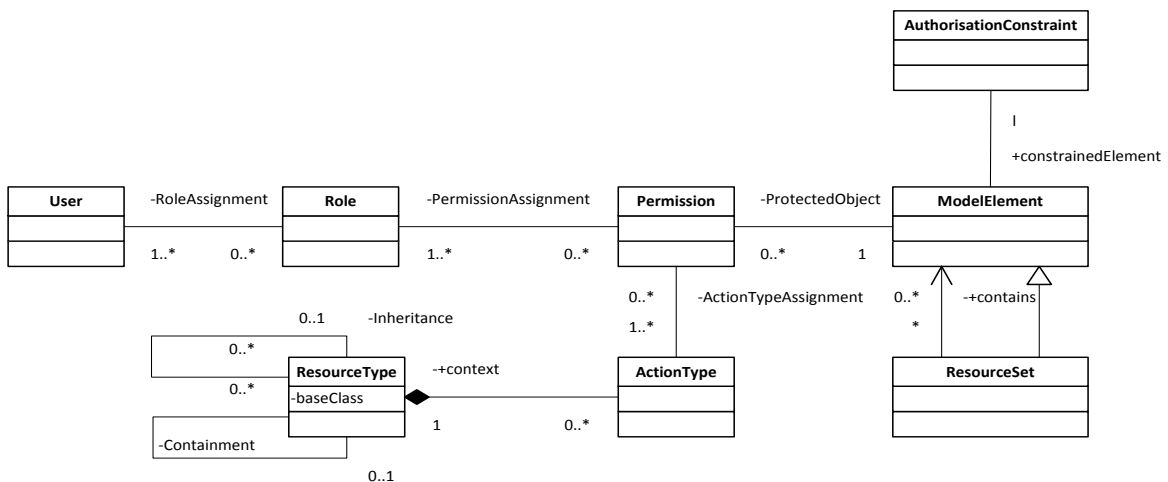 AuthorisationConstraint
I
+constrainedElement
User
-RoleAssignment
Role
-PermissionAssignment
Permission
-ProtectedObject
ModelElement
1..*
0..*
1..*
0..*
0..*
1
0..*
-ActionTypeAssignment
0..*
-+contains
0..1
-Inheritance
1..*
*
0..*
ResourceType
-+context
ActionType
ResourceSet
0..*
-baseClass
1
0..*
-Containment
0..1